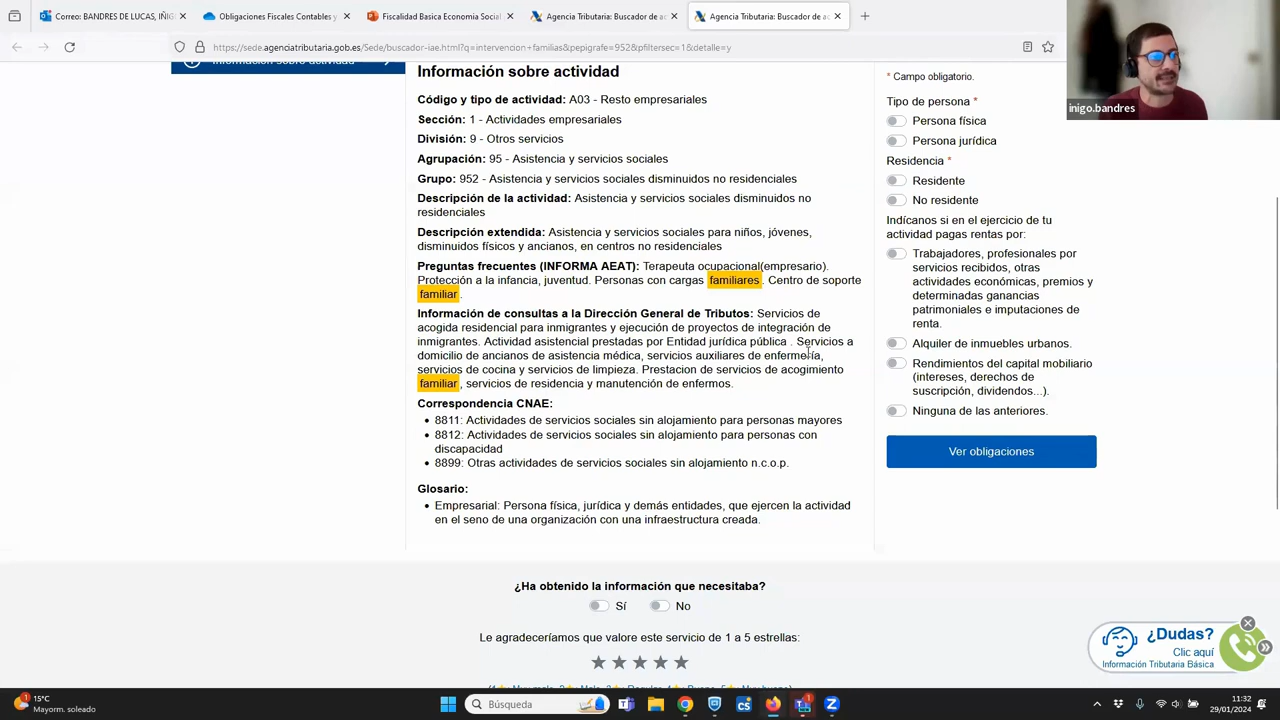 Correo: BANDRES DE LUCAS, IÑIG
Obligaciones Fiscales Contables y
Fiscalidad Basica Economia Social
Agencia Tributaria: Buscador de ac
Agencia Tributaria: Buscador de ac
https://sede.agenciatributaria.gob.es/Sede/buscador-iae.html?q=intervencion+familias&pepigrafe=952&pfiltersec=1&detalle=y
inigo.bandres
Información sobre actividad
Información sobre actividad
Código y tipo de actividad: A03 - Resto empresariales
Sección: 1 - Actividades empresariales
División: 9 - Otros servicios
Agrupación: 95 - Asistencia y servicios sociales
Grupo: 952 - Asistencia y servicios sociales disminuidos no residenciales
Descripción de la actividad: Asistencia y servicios sociales disminuidos no
residenciales
Descripción extendida: Asistencia y servicios sociales para niños, jóvenes,
disminuidos físicos y ancianos, en centros no residenciales
Preguntas frecuentes (INFORMA AEAT): Terapeuta ocupacional(empresario).
Protección a la infancia, juventud. Personas con cargas familiares. Centro de soporte
familiar.
Información de consultas a la Dirección General de Tributos: Servicios de
acogida residencial para inmigrantes y ejecución de proyectos de integración de
inmigrantes. Actividad asistencial prestadas por Entidad jurídica pública . Servicios a
domicilio de ancianos de asistencia médica, servicios auxiliares de enfermería,
servicios de cocina y servicios de limpieza. Prestacion de servicios de acogimiento
familiar, servicios de residencia y manutención de enfermos.
Correspondencia CNAE:
8811: Actividades de servicios sociales sin alojamiento para personas mayores
8812: Actividades de servicios sociales sin alojamiento para personas con
discapacidad
8899: Otras actividades de servicios sociales sin alojamiento n.c.o.p.
Glosario:
Empresarial: Persona física, jurídica y demás entidades, que ejercen la actividad
en el seno de una organización con una infraestructura creada.
* Campo obligatorio.
Tipo de persona *
Persona física
Persona jurídica
Residencia *
Residente
No residente
Indícanos si en el ejercicio de tu
actividad pagas rentas por:
Trabajadores, profesionales por
servicios recibidos, otras
actividades económicas, premios y
determinadas ganancias
patrimoniales e imputaciones de
renta.
Alquiler de inmuebles urbanos.
Rendimientos del capital mobiliario
(intereses, derechos de
suscripción, dividendos...).
Ninguna de las anteriores.
Ver obligaciones
¿Ha obtenido la información que necesitaba?
Sí No
Le agradeceríamos que valore este servicio de 1 a 5 estrellas:
¿Dudas?
Clic aquí
Información Tributaria Básica
15°C
Mayorm. soleado
Búsqueda
11:32
29/01/2024